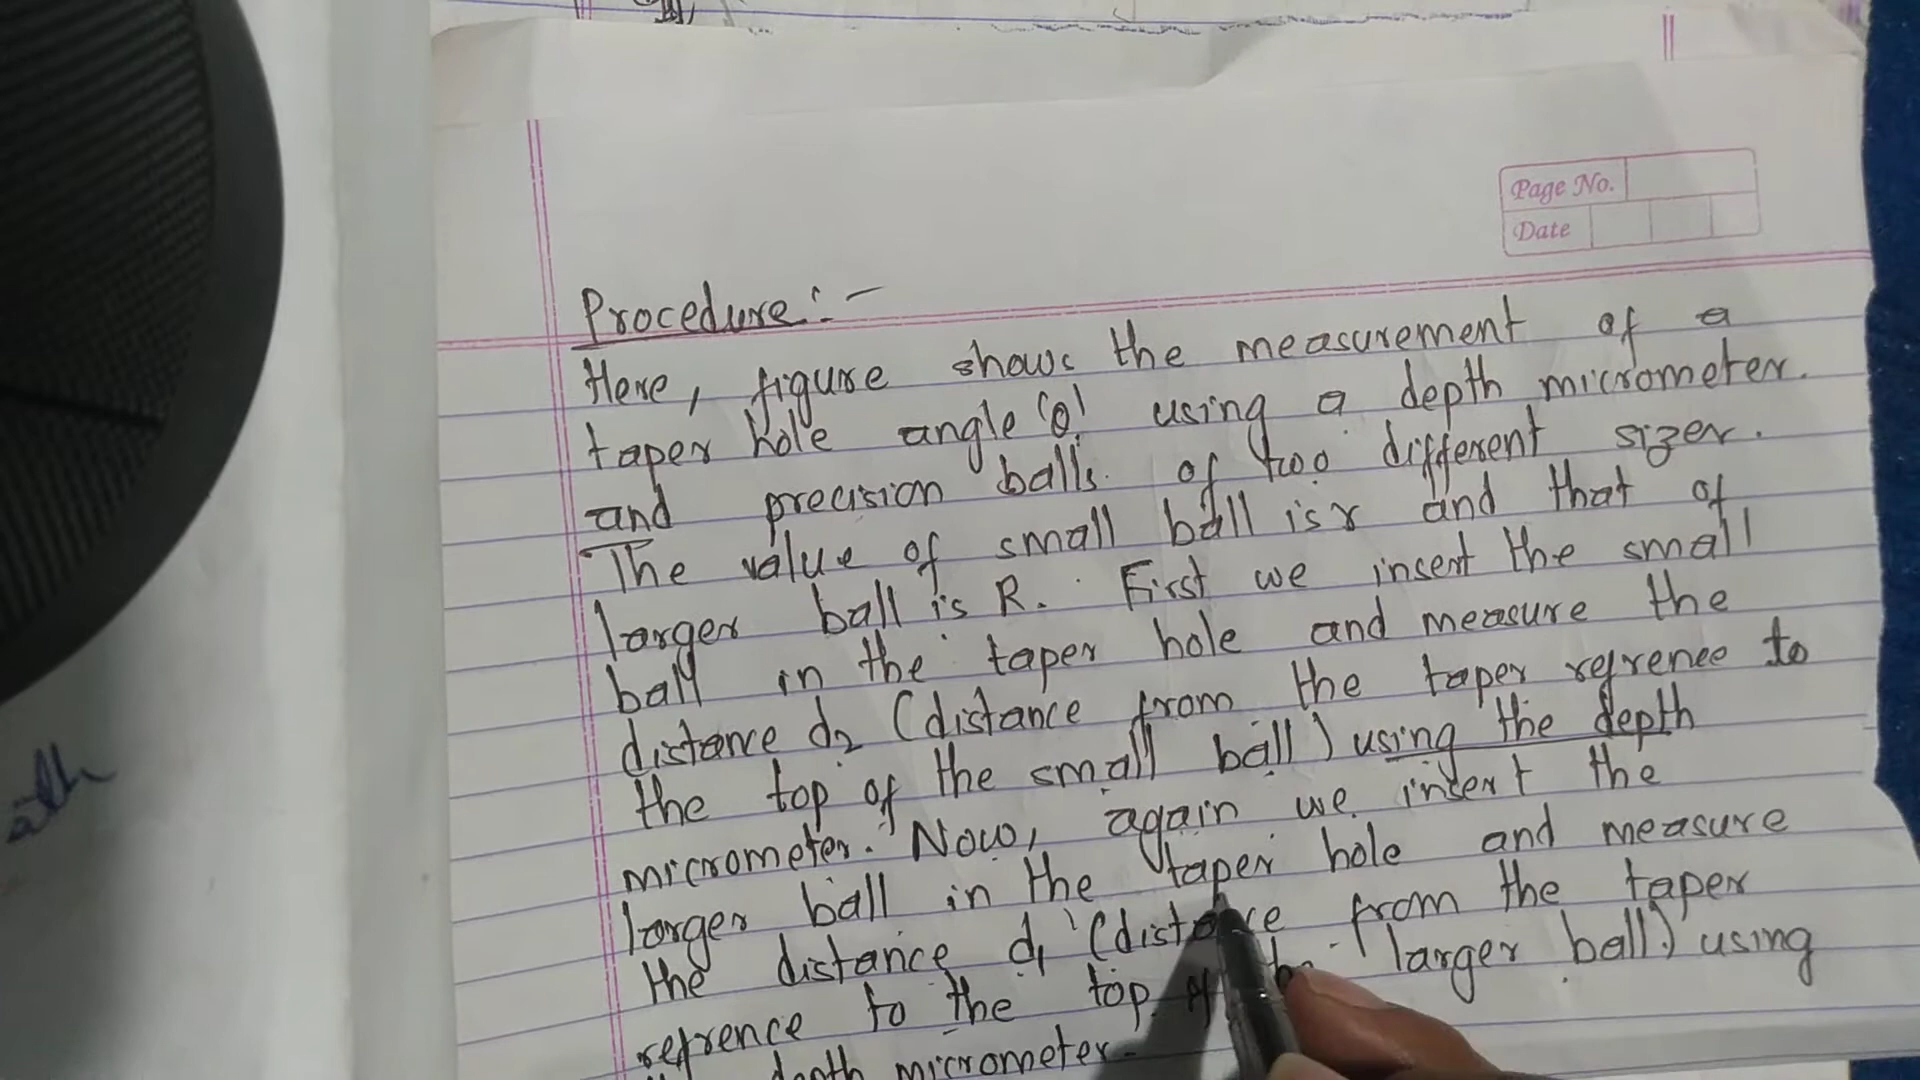 Page No.
Date
Procedure:-
Here, figure shows the measurement of a
taper hole angle 'θ' using a depth micrometer.
and precision balls. of two different sizes.
The value of small ball is r and that of
larger ball is R. First we insert the small
ball in the taper hole and measure the
distance d2 (distance from the taper refrence to
the top of the small ball) using the depth
micrometer. Now, again we insert the
larger ball in the taper hole and measure
the distance d1 (distance from the taper
refrence to the top of larger ball) using
depth micrometer.